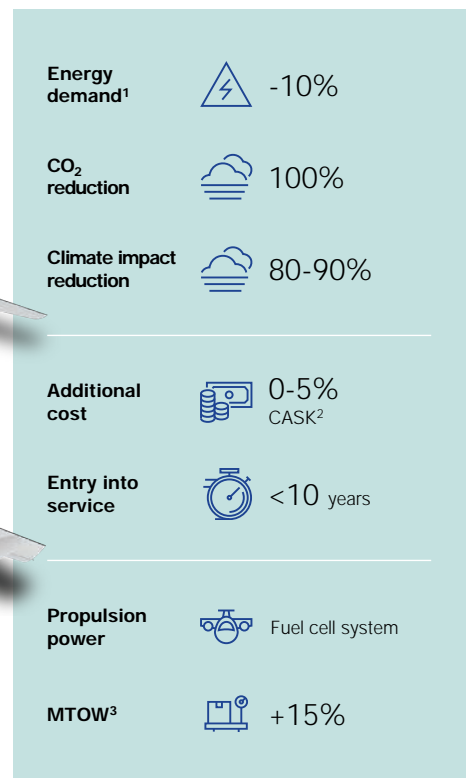 Energy
demand¹
-10%
CO₂
reduction
100%
Climate impact
reduction
80-90%
Additional
cost
0-5%
CASK²
Entry into
service
<10 years
Propulsion
power
Fuel cell system
MTOW³
+15%